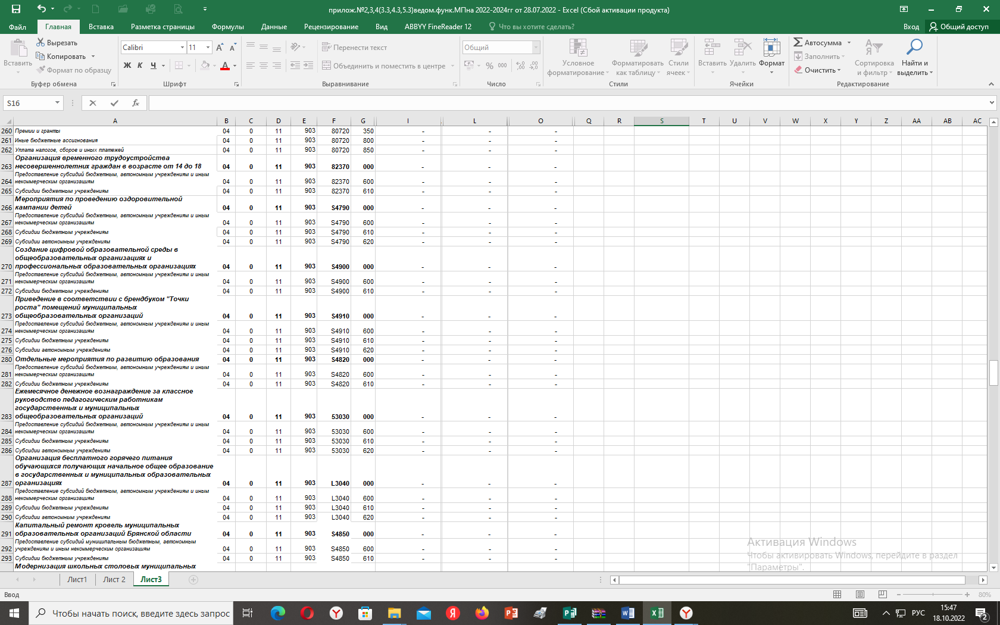 прилож.№2,3,4(3.3,4.3,5.3)ведом.функ.МПна 2022-2024гг от 28.07.2022 - Excel (Сбой активации продукта)
Файл Главная Вставка Разметка страницы Формулы Данные Рецензирование Вид ABBYY FineReader 12 Что вы хотите сделать? Вход Общий доступ
Вставить Вырезать Копировать Формат по образцу
Calibri 11 Ж К Ч
Перенести текст
Объединить и поместить в центре
Общий % 000
Условное форматирование Форматировать как таблицу Стили ячеек
Вставить Удалить Формат
Автосумма Заполнить Очистить Сортировка и фильтр Найти и выделить
Буфер обмена Шрифт Выравнивание Число Стили Ячейки Редактирование
S16 fx
A B C D E F G I L O Q R S T U V W X Y Z AA AB AC
260 Премии и гранты 04 0 11 903 80720 350 - - -
261 Иные бюджетные ассигнования 04 0 11 903 80720 800 - - -
262 Уплата налогов, сборов и иных платежей 04 0 11 903 80720 850 - - -
Организация временного трудоустройства
263 несовершеннолетних граждан в возрасте от 14 до 18 04 0 11 903 82370 000 - - -
Предоставление субсидий бюджетным, автономным учреждениям и иным
264 некоммерческим организациям 04 0 11 903 82370 600 - - -
265 Субсидии бюджетным учреждениям 04 0 11 903 82370 610 - - -
Мероприятия по проведению оздоровительной
266 кампании детей 04 0 11 903 S4790 000 - - -
Предоставление субсидий бюджетным, автономным учреждениям и иным
267 некоммерческим организациям 04 0 11 903 S4790 600 - - -
268 Субсидии бюджетным учреждениям 04 0 11 903 S4790 610 - - -
269 Субсидии автономным учреждениям 04 0 11 903 S4790 620 - - -
Создание цифровой образовательной среды в
общеобразовательных организациях и
270 профессиональных образовательных организациях 04 0 11 903 S4900 000 - - -
Предоставление субсидий бюджетным, автономным учреждениям и иным
271 некоммерческим организациям 04 0 11 903 S4900 600 - - -
272 Субсидии бюджетным учреждениям 04 0 11 903 S4900 610 - - -
Приведение в соответствии с брендбуком "Точки
роста" помещений муниципальных
273 общеобразовательных организаций 04 0 11 903 S4910 000 - - -
Предоставление субсидий бюджетным, автономным учреждениям и иным
274 некоммерческим организациям 04 0 11 903 S4910 600 - - -
275 Субсидии бюджетным учреждениям 04 0 11 903 S4910 610 - - -
276 Субсидии автономным учреждениям 04 0 11 903 S4910 620 - - -
280 Отдельные мероприятия по развитию образования 04 0 11 903 S4820 000 - - -
Предоставление субсидий бюджетным, автономным учреждениям и иным
281 некоммерческим организациям 04 0 11 903 S4820 600 - - -
282 Субсидии бюджетным учреждениям 04 0 11 903 S4820 610 - - -
Ежемесячное денежное вознаграждение за классное
руководство педагогическим работникам
государственных и муниципальных
283 общеобразовательных организаций 04 0 11 903 53030 000 - - -
Предоставление субсидий бюджетным, автономным учреждениям и иным
284 некоммерческим организациям 04 0 11 903 53030 600 - - -
285 Субсидии бюджетным учреждениям 04 0 11 903 53030 610 - - -
286 Субсидии автономным учреждениям 04 0 11 903 53030 620 - - -
Организация бесплатного горячего питания
обучающихся получающих начальное общее образование
в государственных и муниципальных образовательных
287 организациях 04 0 11 903 L3040 000 - - -
Предоставление субсидий бюджетным, автономным учреждениям и иным
288 некоммерческим организациям 04 0 11 903 L3040 600 - - -
289 Субсидии бюджетным учреждениям 04 0 11 903 L3040 610 - - -
290 Субсидии автономным учреждениям 04 0 11 903 L3040 620 - - -
Капитальный ремонт кровель муниципальных
291 образовательных организаций Брянской области 04 0 11 903 S4850 000 - - -
Предоставление субсидий муниципальным бюджетным, автономным
292 учреждениям и иным некоммерческим организациям 04 0 11 903 S4850 600 - - -
293 Субсидии бюджетным учреждениям 04 0 11 903 S4850 610 - - -
Модернизация школьных столовых муниципальных
Активация Windows
Чтобы активировать Windows, перейдите в раздел
"Параметры".
Лист1 Лист 2 Лист3
Ввод 80%
Чтобы начать поиск, введите здесь запрос
РУС 15:47
18.10.2022 2